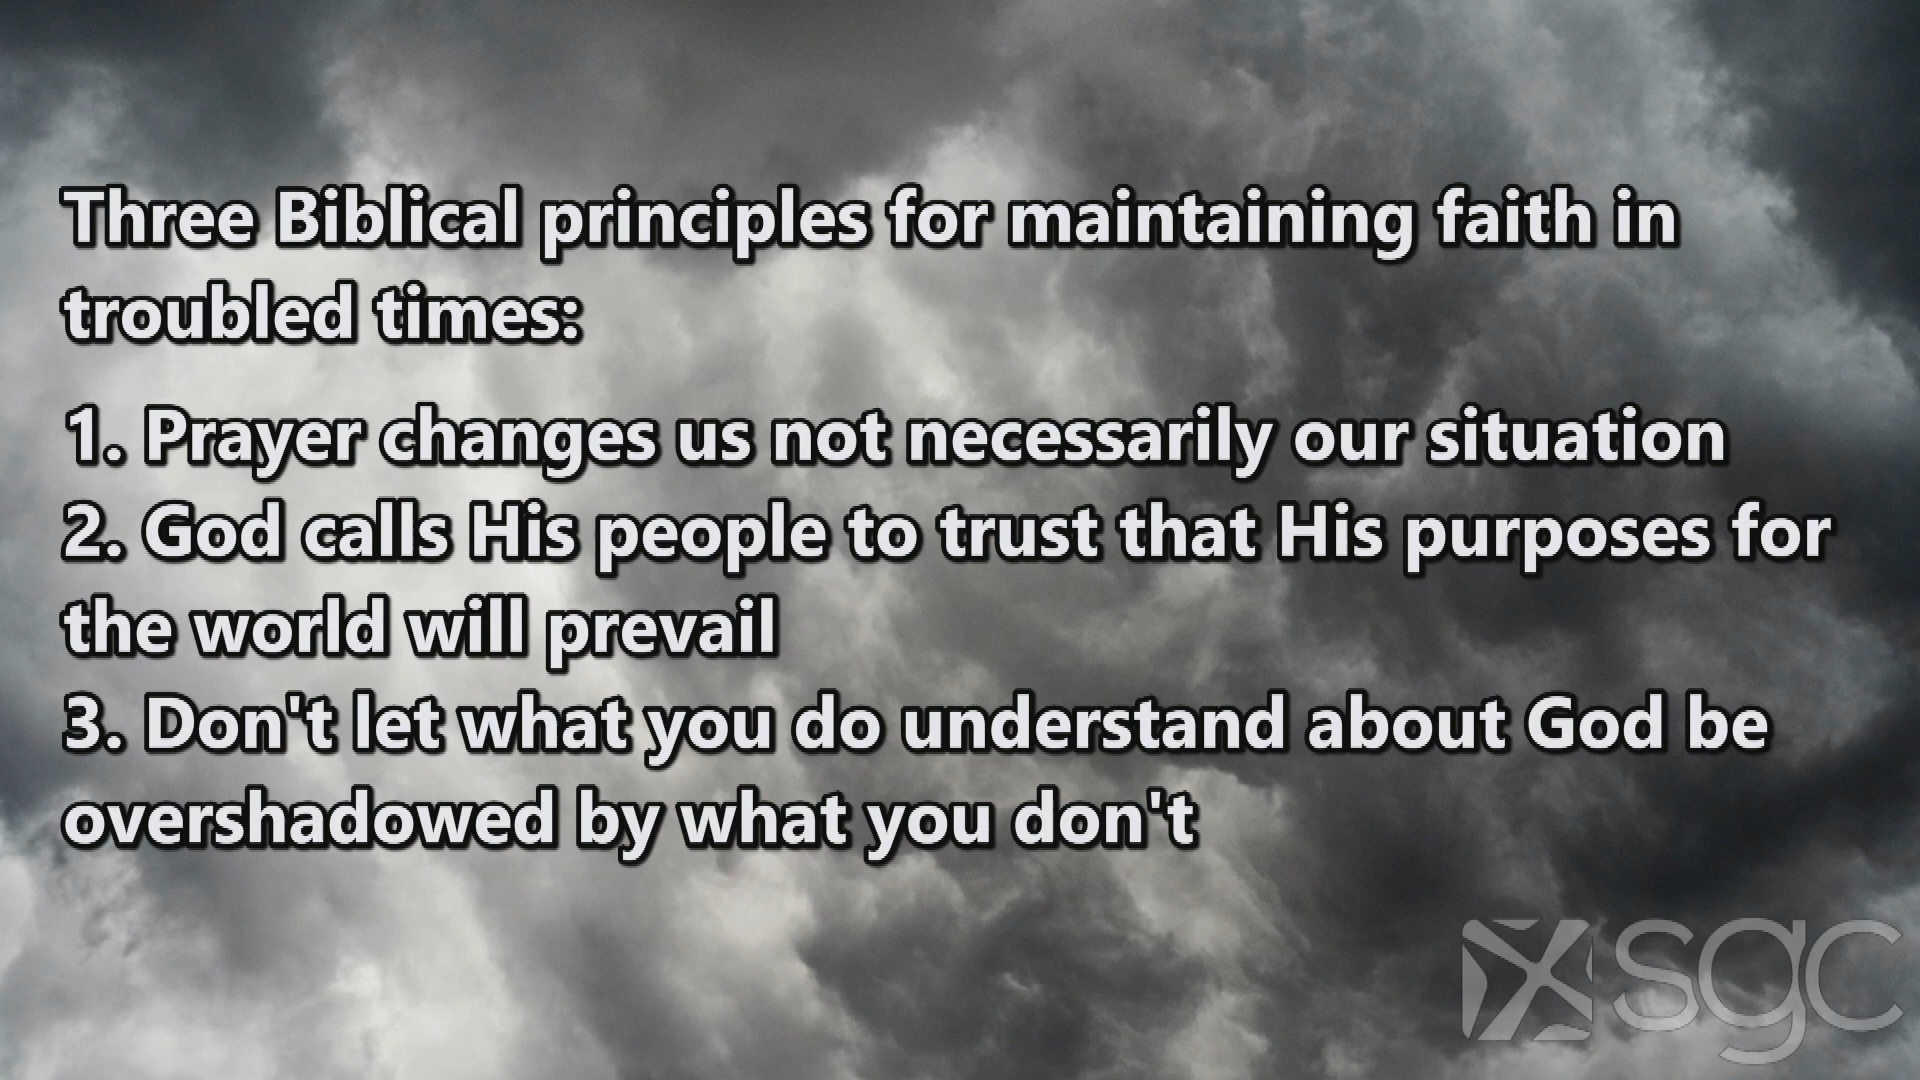 Three Biblical principles for maintaining faith in
troubled times:
1. Prayer changes us not necessarily our situation
2. God calls His people to trust that His purposes for
the world will prevail
3. Don't let what you do understand about God be
overshadowed by what you don't
sgc